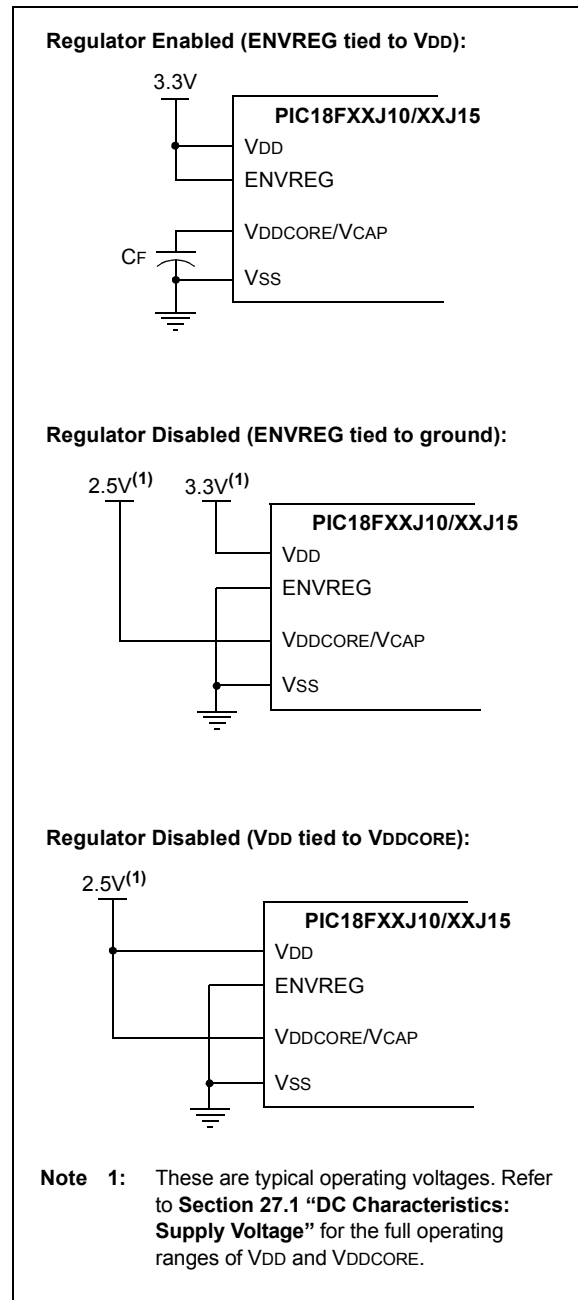 Regulator Enabled (ENVREG tied to VDD):
3.3V
PIC18FXXJ10/XXJ15
VDD
ENVREG
VDDCORE/VCAP
CF
VSS
Regulator Disabled (ENVREG tied to ground):
2.5V(1) 3.3V(1)
PIC18FXXJ10/XXJ15
VDD
ENVREG
VDDCORE/VCAP
VSS
Regulator Disabled (VDD tied to VDDCORE):
2.5V(1)
PIC18FXXJ10/XXJ15
VDD
ENVREG
VDDCORE/VCAP
VSS
Note 1: These are typical operating voltages. Refer
to Section 27.1 “DC Characteristics:
Supply Voltage” for the full operating
ranges of VDD and VDDCORE.